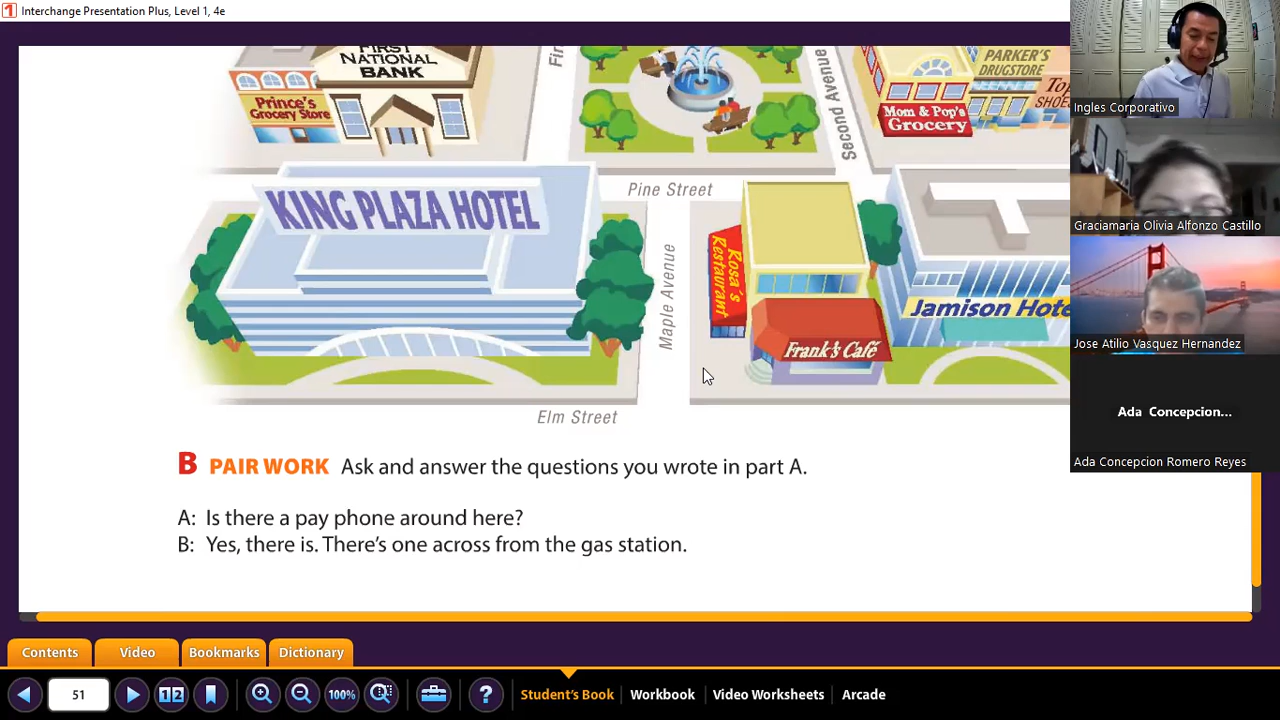 Interchange Presentation Plus, Level 1, 4e
FIRST
NATIONAL
BANK
Prince's
Grocery Store
Second Avenue
PARKER'S
DRUGSTORE
Mom & Pop's
Grocery
KING PLAZA HOTEL
Pine Street
Maple Avenue
Rosa's
Restaurant
Frank's Café
Jamison Hote
Elm Street
B PAIR WORK Ask and answer the questions you wrote in part A.
A: Is there a pay phone around here?
B: Yes, there is. There's one across from the gas station.
Ingles Corporativo
Graciamaria Olivia Alfonzo Castillo
Jose Atilio Vasquez Hernandez
Ada Concepcion...
Ada Concepcion Romero Reyes
Contents Video Bookmarks Dictionary
51 1 2 100% ? Student's Book Workbook Video Worksheets Arcade